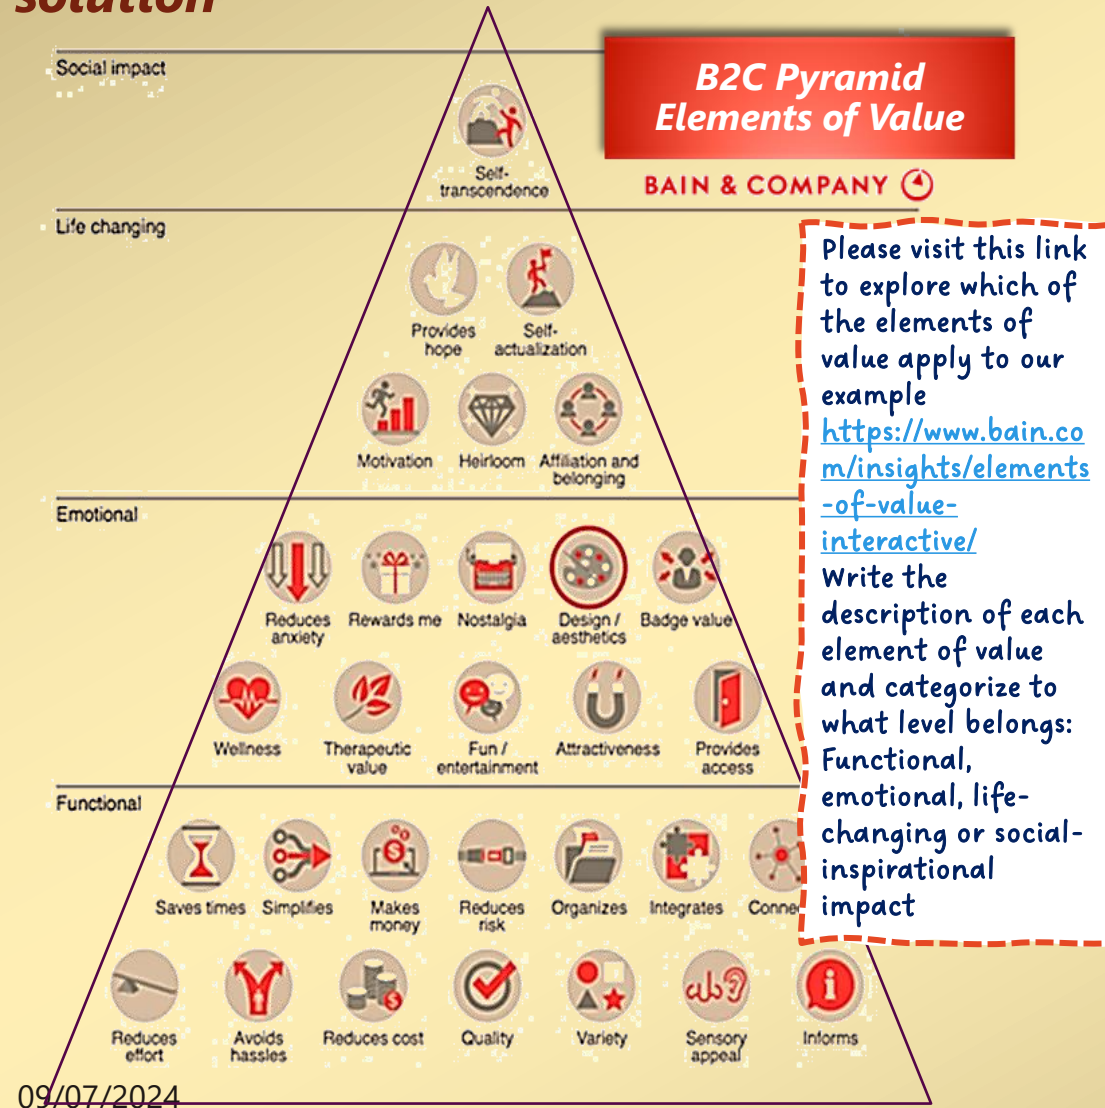 solution
B2C Pyramid
Elements of Value
BAIN & COMPANY
Social impact
Self-
transcendence
Life changing
Provides
hope
Self-
actualization
Motivation
Heirloom
Affiliation and
belonging
Emotional
Reduces
anxiety
Rewards me
Nostalgia
Design /
aesthetics
Badge value
Wellness
Therapeutic
value
Fun /
entertainment
Attractiveness
Provides
access
Functional
Saves times
Simplifies
Makes
money
Reduces
risk
Organizes
Integrates
Reduces
effort
Avoids
hassles
Reduces cost
Quality
Variety
Sensory
appeal
Informs
Please visit this link
to explore which of
the elements of
value apply to our
example
https://www.bain.co
m/insights/elements
-of-value-
interactive/
Write the
description of each
element of value
and categorize to
what level belongs:
Functional,
emotional, life-
changing or social-
inspirational
impact
09/07/2024